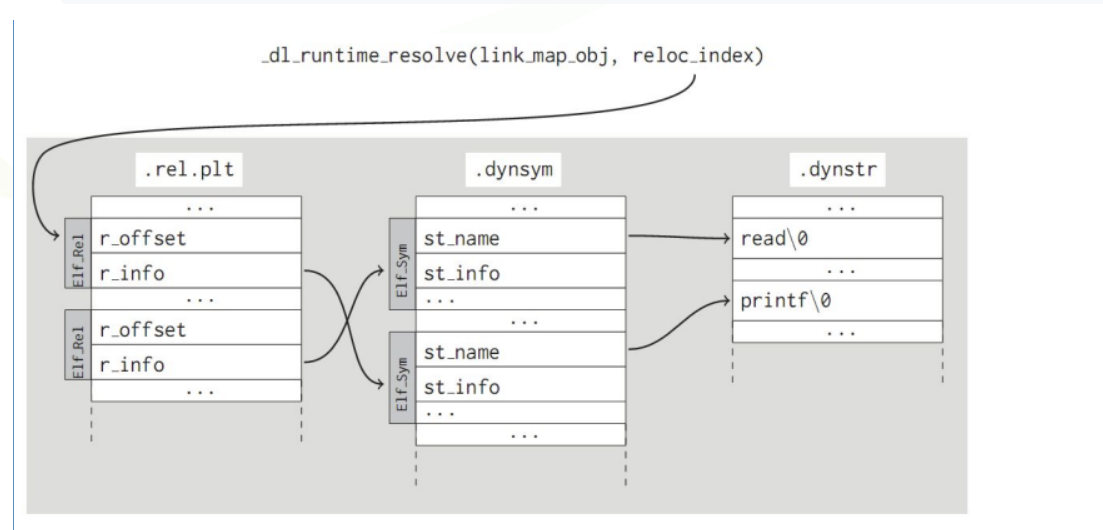 _dl_runtime_resolve(link_map_obj, reloc_index)
.rel.plt
...
Elf_Rel
r_offset
r_info
...
Elf_Rel
r_offset
r_info
...
.dynsym
...
Elf_Sym
st_name
st_info
...
...
Elf_Sym
st_name
st_info
...
...
.dynstr
...
read\0
...
printf\0
...